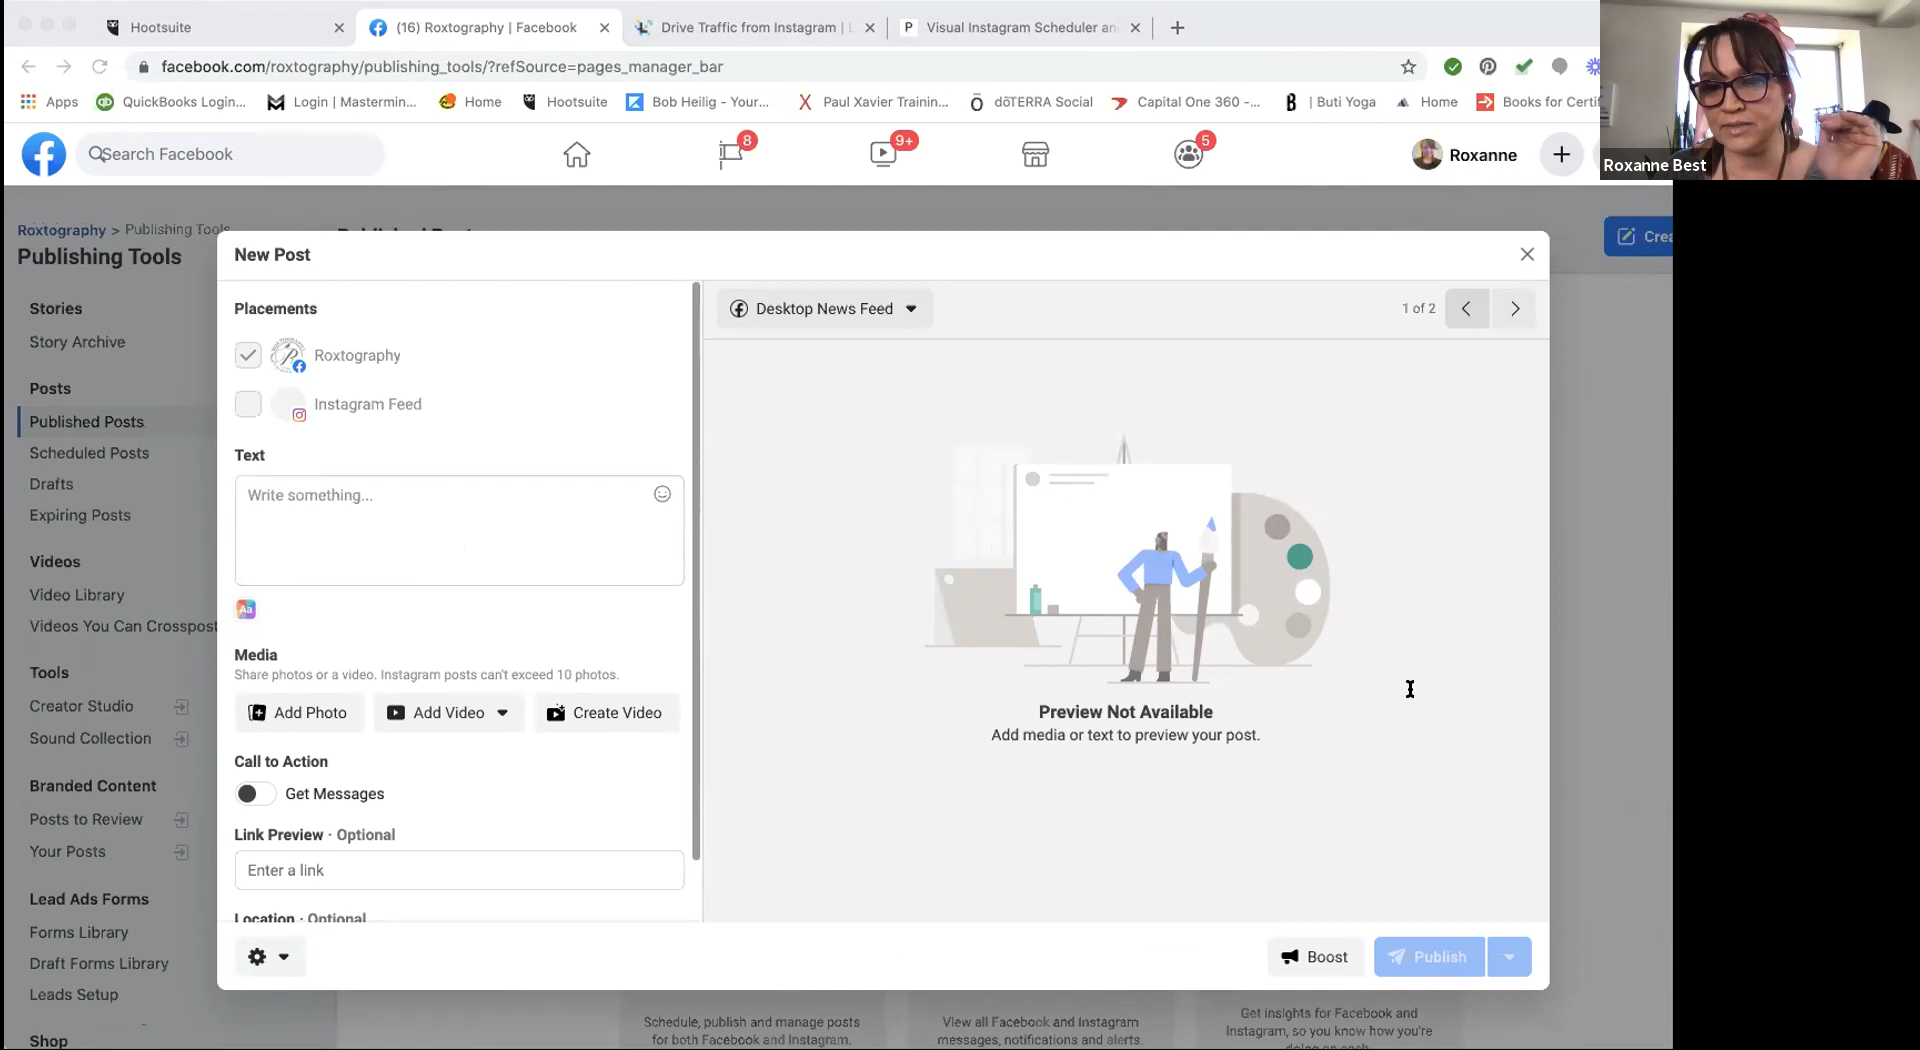 Hootsuite
(16) Roxtography | Facebook
Drive Traffic from Instagram | L
Visual Instagram Scheduler an
facebook.com/roxtography/publishing_tools/?refSource=pages_manager_bar
Apps
QuickBooks Login...
Login | Mastermin...
Home
Hootsuite
Bob Heilig - Your...
Paul Xavier Trainin...
dōTERRA Social
Capital One 360 -...
| Buti Yoga
Home
Books for Certif
Search Facebook
8
9+
5
Roxanne
Roxanne Best
Roxtography > Publishing Tools
Publishing Tools
Stories
Story Archive
Posts
Published Posts
Scheduled Posts
Drafts
Expiring Posts
Videos
Video Library
Videos You Can Crosspost
Tools
Creator Studio
Sound Collection
Branded Content
Posts to Review
Your Posts
Lead Ads Forms
Forms Library
Draft Forms Library
Leads Setup
Shop
Crea
New Post
Placements
Roxtography
Instagram Feed
Text
Write something...
Aa
Media
Share photos or a video. Instagram posts can't exceed 10 photos.
Add Photo
Add Video
Create Video
Call to Action
Get Messages
Link Preview · Optional
Enter a link
Location · Optional
Desktop News Feed
1 of 2
Preview Not Available
Add media or text to preview your post.
Boost
Publish
Schedule, publish and manage posts
for both Facebook and Instagram.
View all Facebook and Instagram
messages, notifications and alerts.
Get insights for Facebook and
Instagram, so you know how you're
doing on each.